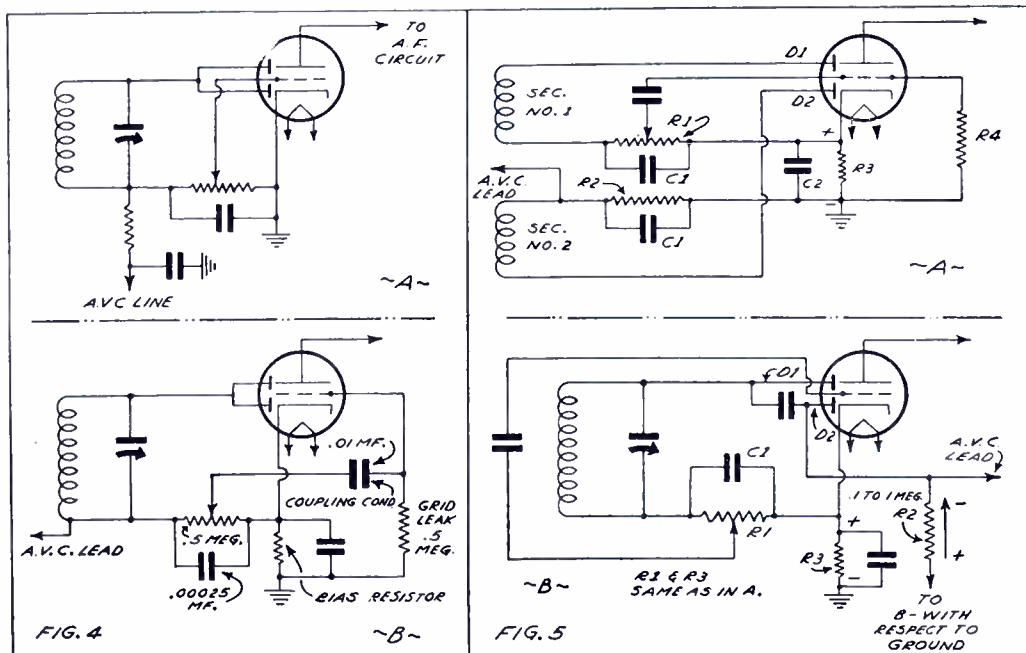 TO
A.F.
CIRCUIT
A.V.C LINE
~A~
.01 MF.
COUPLING COND.
GRID
LEAK
.5
MEG.
A.V.C. LEAD
.5 MEG.
.00025
MF.
BIAS RESISTOR
FIG. 4
~B~
D1
SEC.
NO. 1
D2
R1
C1
+
R4
R3
C2
A.V.C.
LEAD
R2
C1
-
SEC.
NO. 2
~A~
D1
D2
A.V.C.
LEAD
C1
.1 TO 1 MEG.
R2
-
+
R1
+
R3
-
~B~
R1 & R3
SAME AS IN A.
TO
B- WITH
RESPECT TO
GROUND
FIG. 5